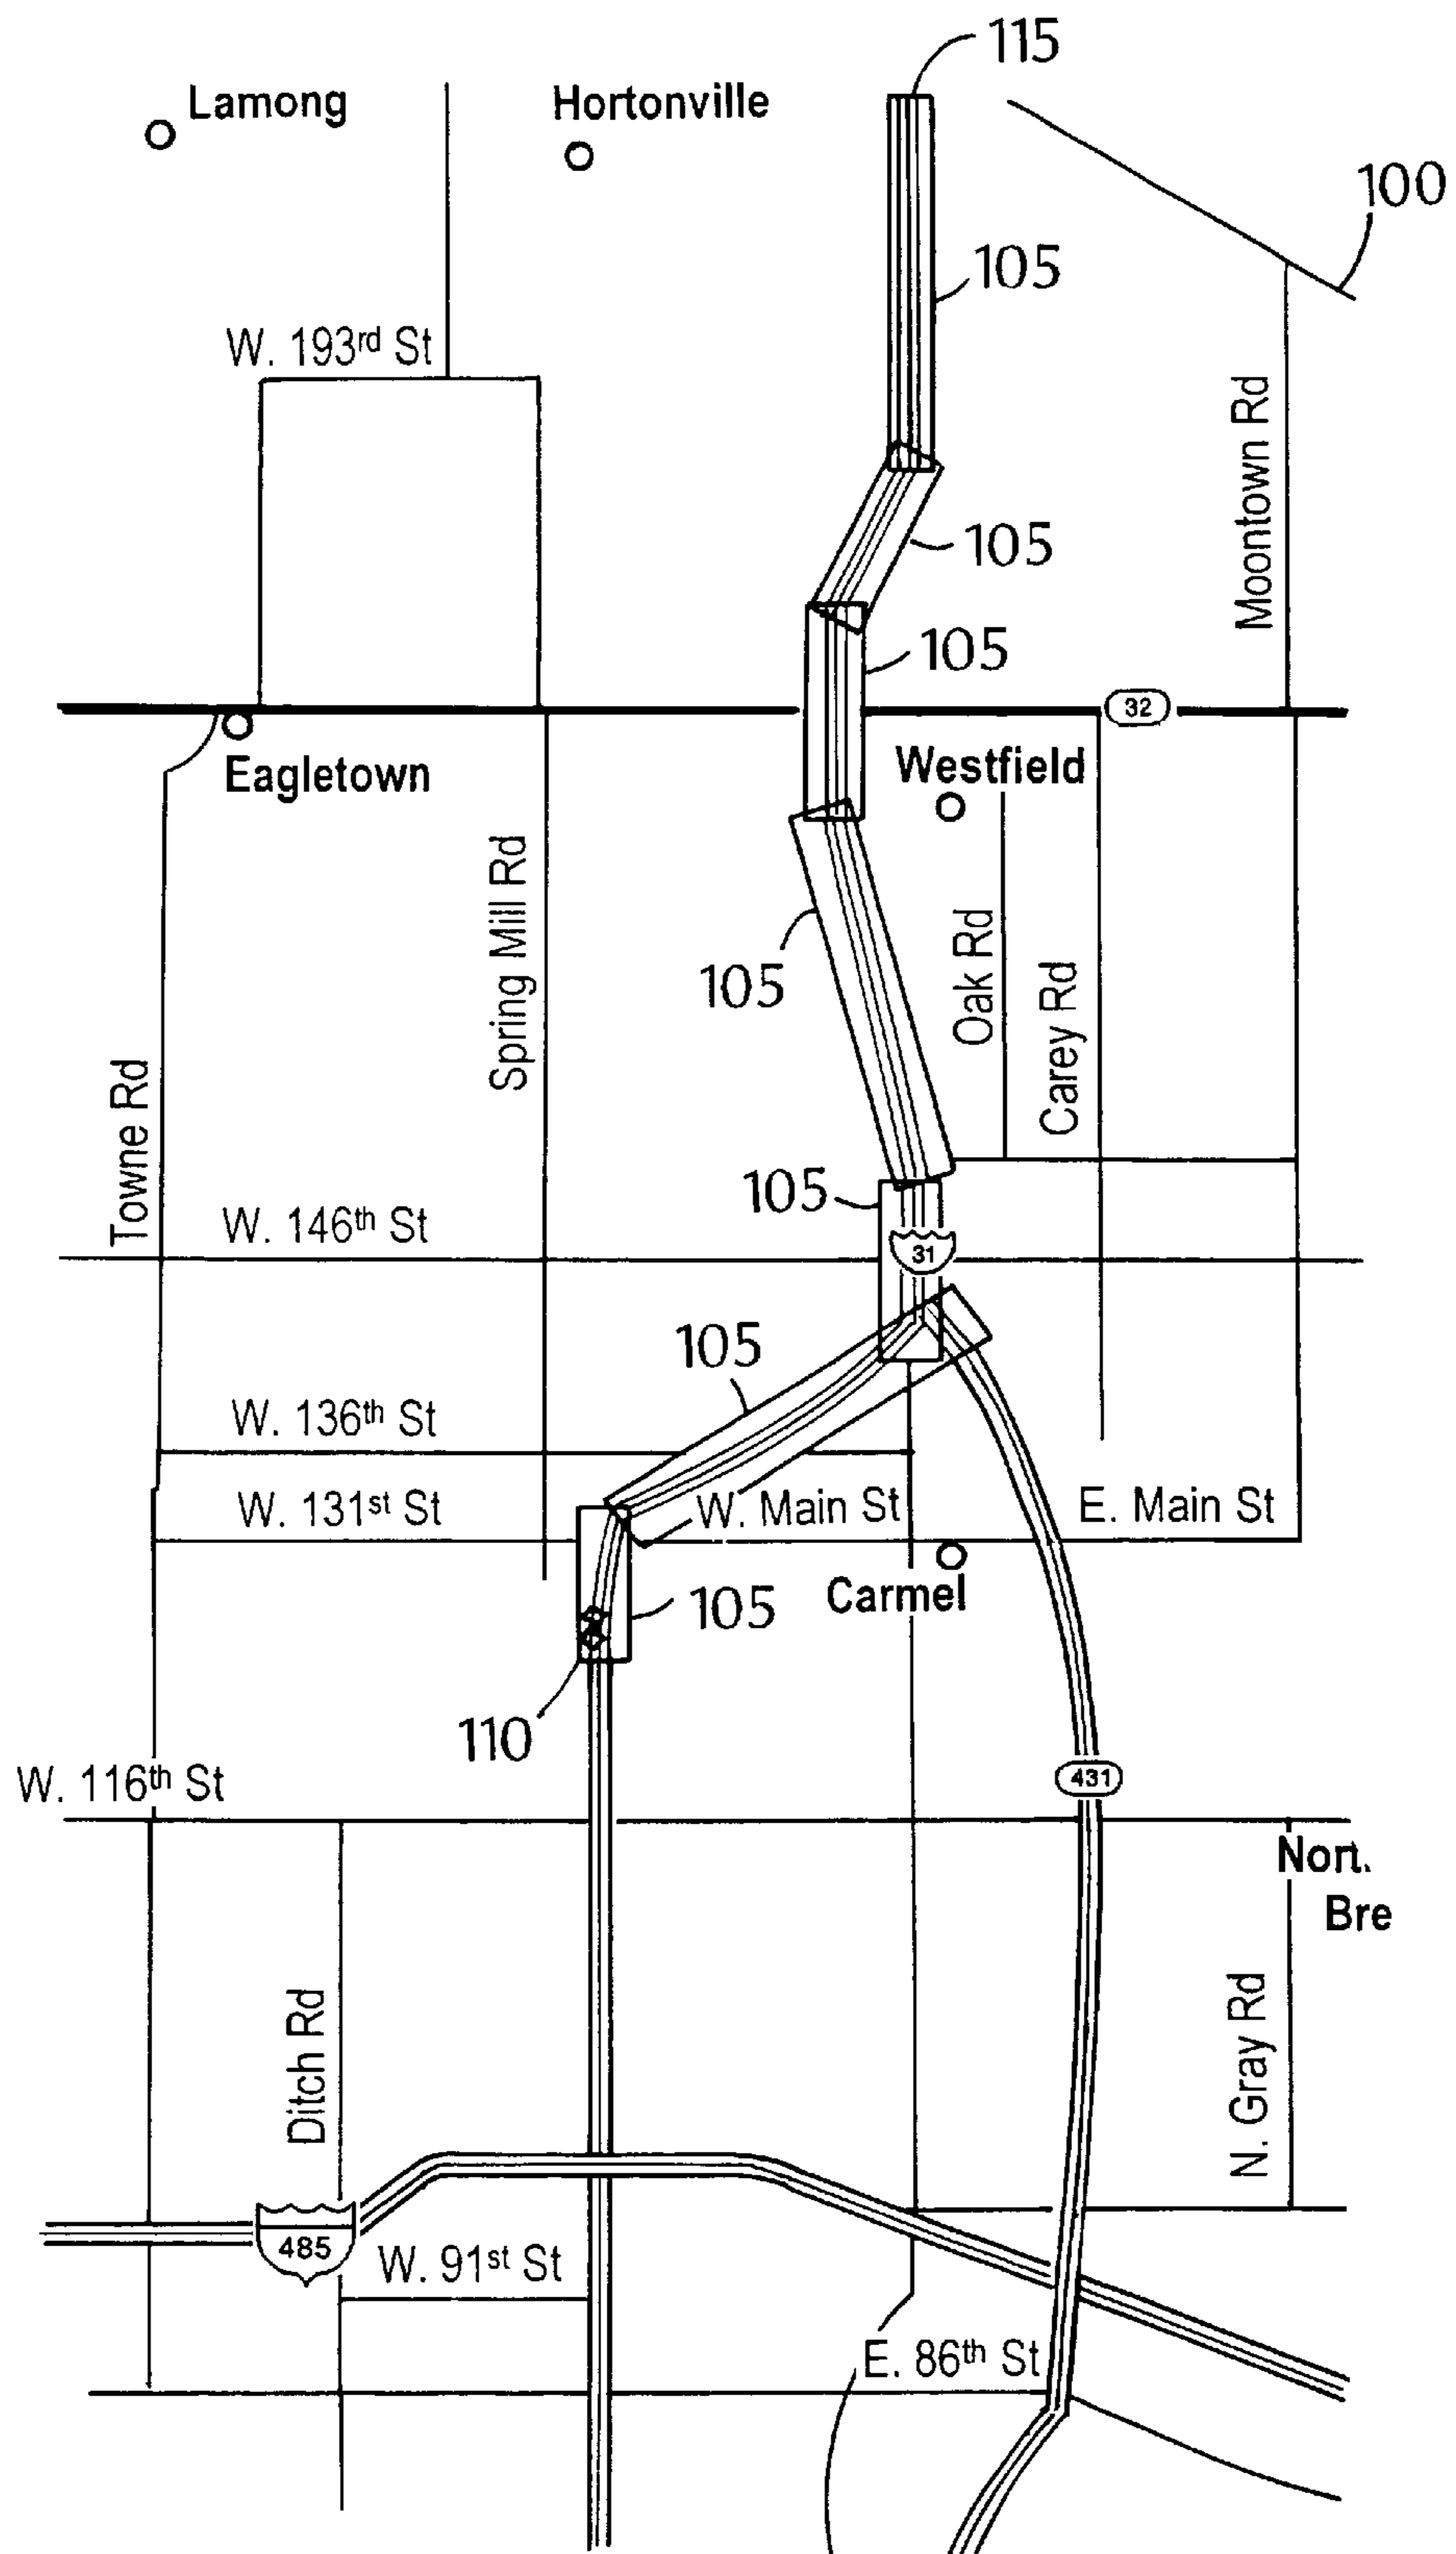 115
Lamong
Hortonville
100
105
W. 193rd St
Moontown Rd
105
105
32
Eagletown
Westfield
Spring Mill Rd
Oak Rd
105
Carey Rd
Towne Rd
105
W. 146th St
31
105
W. 136th St
W. 131st St
W. Main St
E. Main St
Carmel
105
110
W. 116th St
431
Nort.
Bre
Ditch Rd
N. Gray Rd
485
W. 91st St
E. 86th St